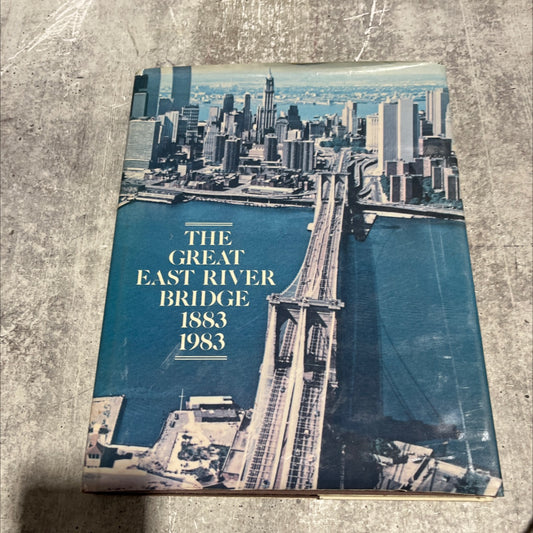 THE
GREAT
EAST RIVER
BRIDGE
1883
1983